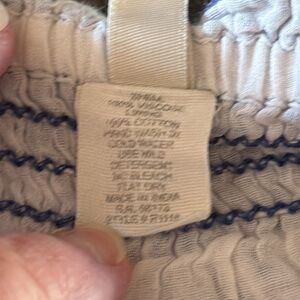 100% VISCOSE
LINING
100% COTTON
HAND WASH IN
COLD WATER
USE MILD
DETERGENT
NO BLEACH
FLAT DRY
MADE IN INDIA
STYLE #